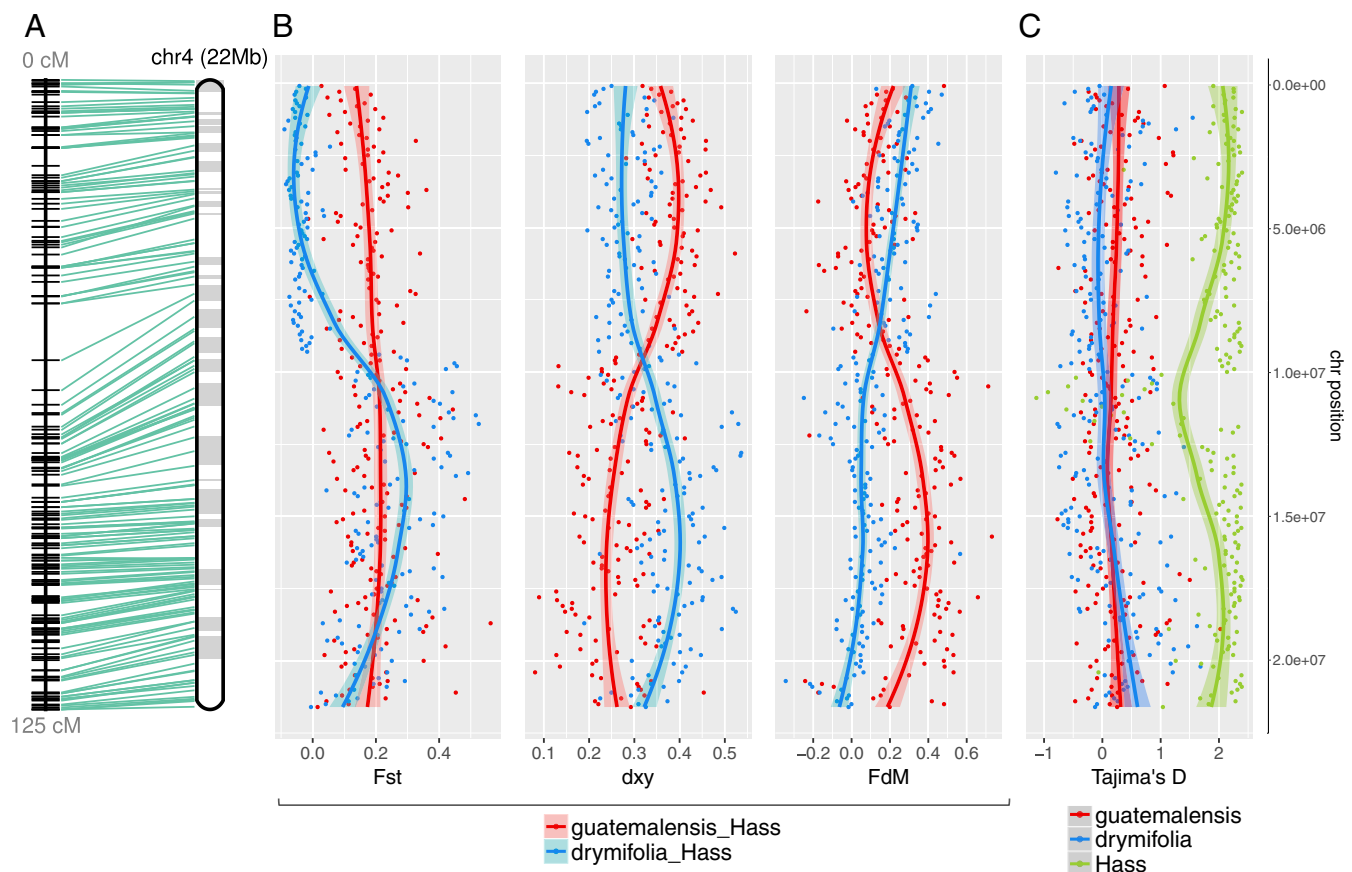 A
B
C
0 cM
chr4 (22Mb)
125 cM
0.0 0.2 0.4
Fst
0.1 0.2 0.3 0.4 0.5
dxy
−0.2 0.0 0.2 0.4 0.6
FdM
−1 0 1 2
Tajima's D
0.0e+00
5.0e+06
1.0e+07
1.5e+07
2.0e+07
chr position
guatemalensis_Hass
drymifolia_Hass
guatemalensis
drymifolia
Hass